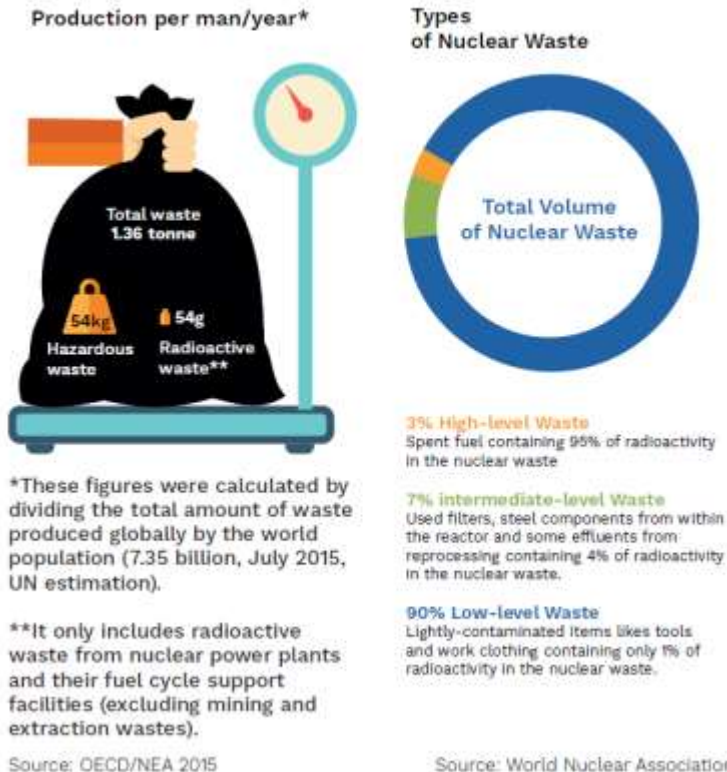 Production per man/year*
Total waste
1.36 tonne
54kg
Hazardous
waste
54g
Radioactive
waste**
*These figures were calculated by
dividing the total amount of waste
produced globally by the world
population (7.35 billion, July 2015,
UN estimation).
**It only includes radioactive
waste from nuclear power plants
and their fuel cycle support
facilities (excluding mining and
extraction wastes).
Source: OECD/NEA 2015
Types
of Nuclear Waste
Total Volume
of Nuclear Waste
3% High-level Waste
Spent fuel containing 95% of radioactivity
in the nuclear waste
7% intermediate-level Waste
Used filters, steel components from within
the reactor and some effluents from
reprocessing containing 4% of radioactivity
in the nuclear waste.
90% Low-level Waste
Lightly-contaminated items likes tools
and work clothing containing only 1% of
radioactivity in the nuclear waste.
Source: World Nuclear Association